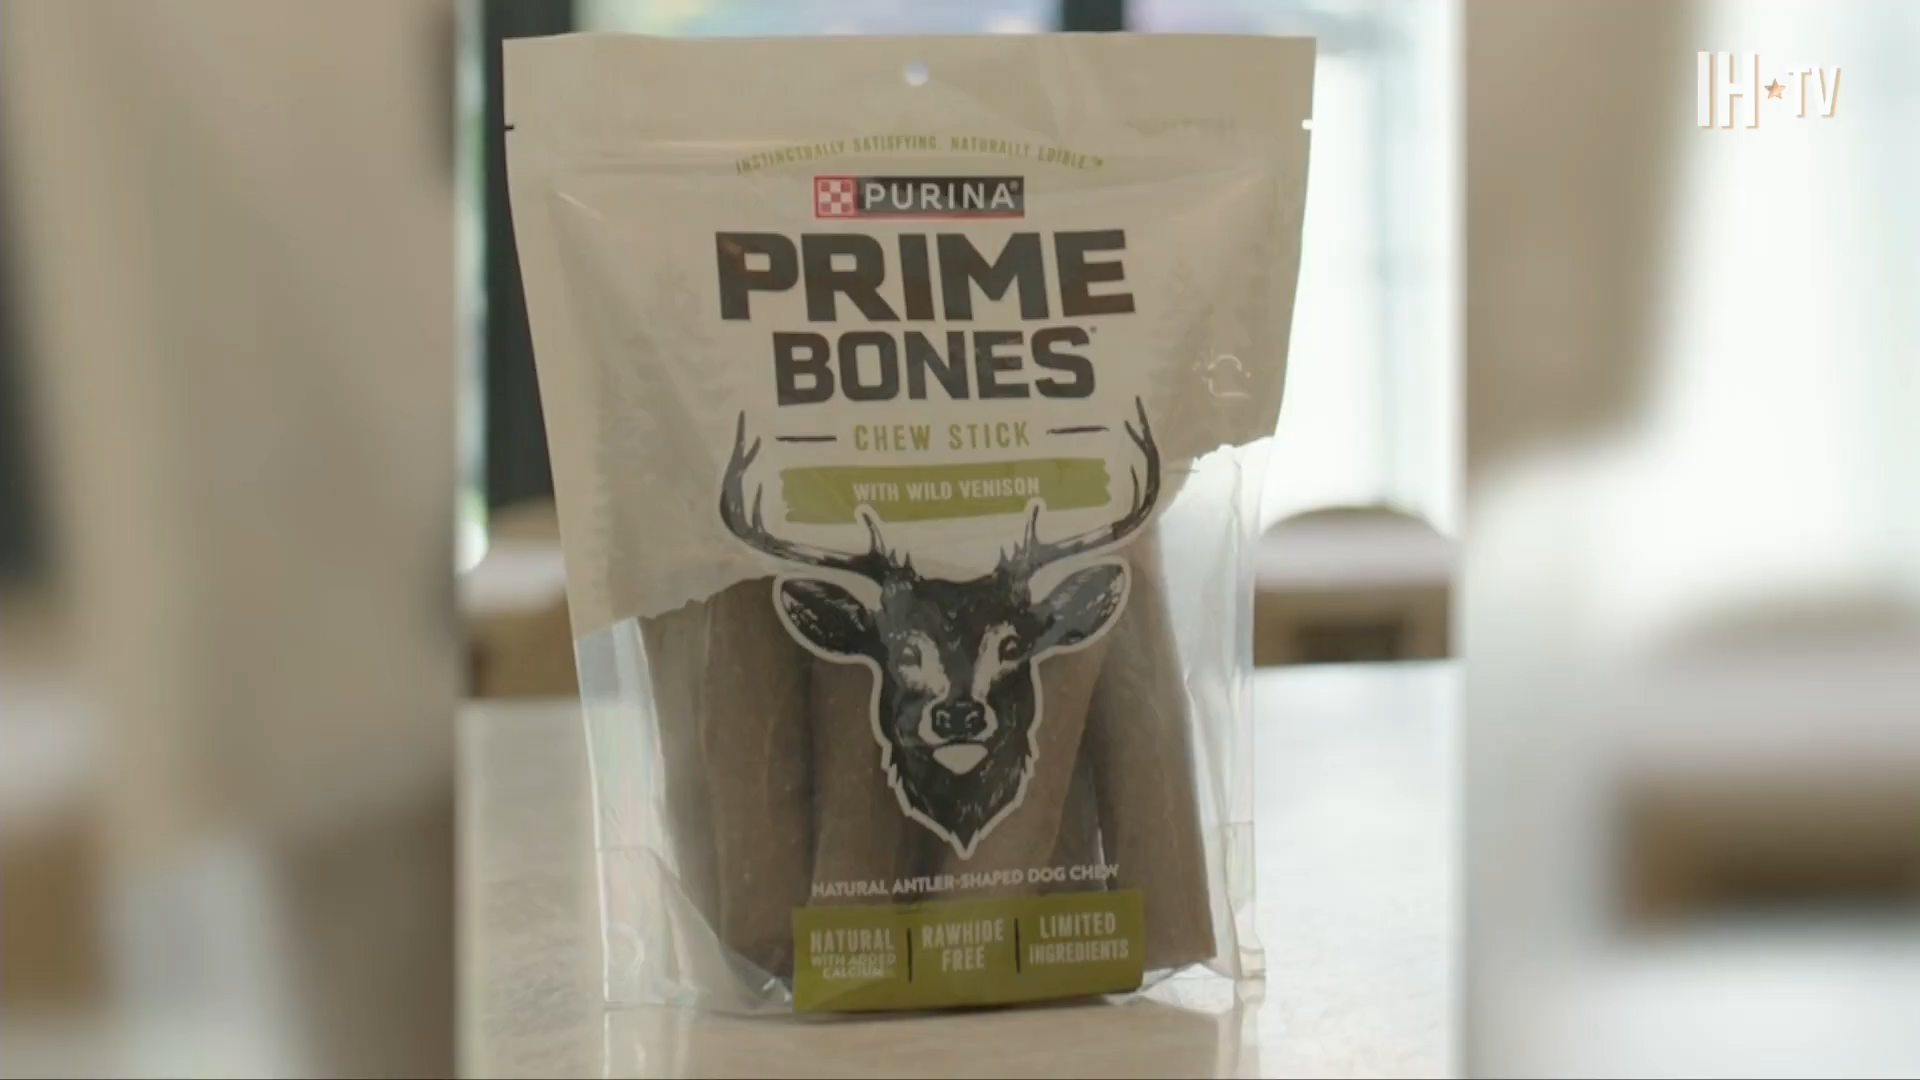 IH★TV
INSTINCTUALLY SATISFYING. NATURALLY EDIBLE.™
PURINA®
PRIME
BONES®
CHEW STICK
WITH WILD VENISON
NATURAL ANTLER-SHAPED DOG CHEW
NATURAL
WITH ADDED
CALCIUM
RAWHIDE
FREE
LIMITED
INGREDIENTS